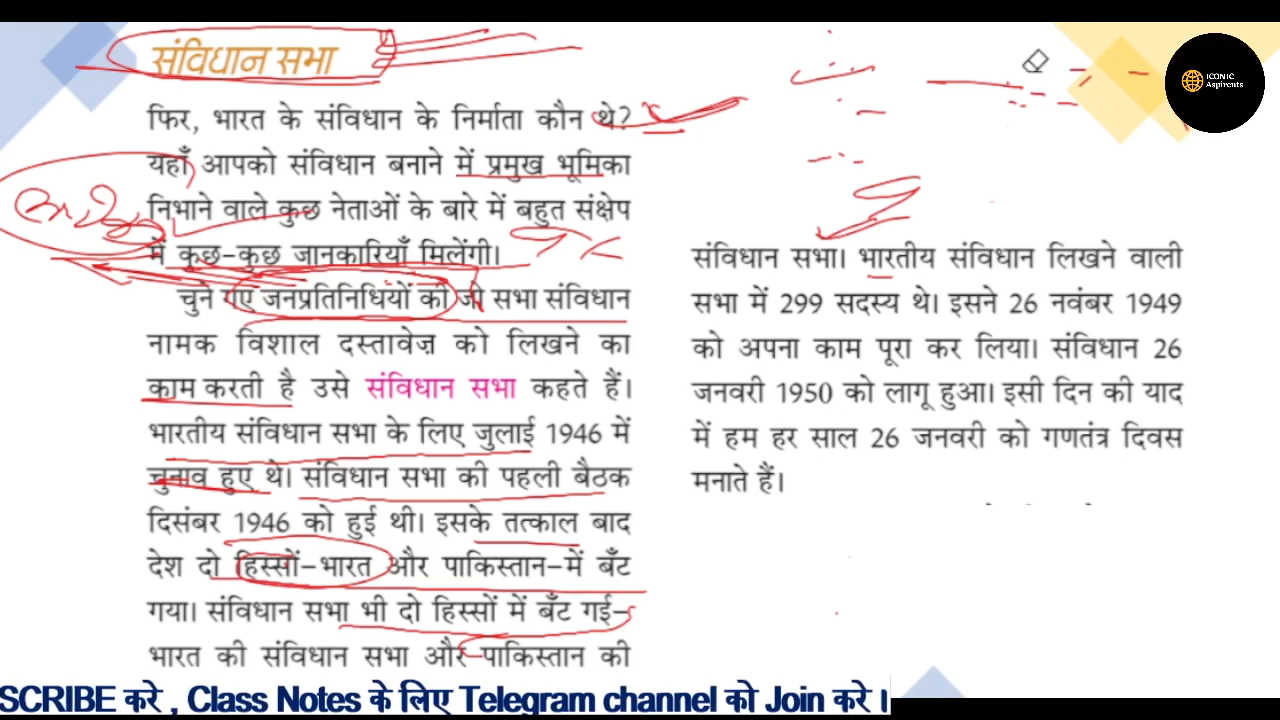 संविधान सभा
फिर, भारत के संविधान के निर्माता कौन थे?
यहाँ आपको संविधान बनाने में प्रमुख भूमिका
निभाने वाले कुछ नेताओं के बारे में बहुत संक्षेप
में कुछ-कुछ जानकारियाँ मिलेंगी।
चुने गए जनप्रतिनिधियों की जो सभा संविधान
नामक विशाल दस्तावेज़ को लिखने का
काम करती है उसे संविधान सभा कहते हैं।
भारतीय संविधान सभा के लिए जुलाई 1946 में
चुनाव हुए थे। संविधान सभा की पहली बैठक
दिसंबर 1946 को हुई थी। इसके तत्काल बाद
देश दो हिस्सों-भारत और पाकिस्तान-में बँट
गया। संविधान सभा भी दो हिस्सों में बँट गई-
भारत की संविधान सभा और पाकिस्तान की
संविधान सभा। भारतीय संविधान लिखने वाली
सभा में 299 सदस्य थे। इसने 26 नवंबर 1949
को अपना काम पूरा कर लिया। संविधान 26
जनवरी 1950 को लागू हुआ। इसी दिन की याद
में हम हर साल 26 जनवरी को गणतंत्र दिवस
मनाते हैं।
ICONIC
Aspirents
SCRIBE करे , Class Notes के लिए Telegram channel को Join करे ।